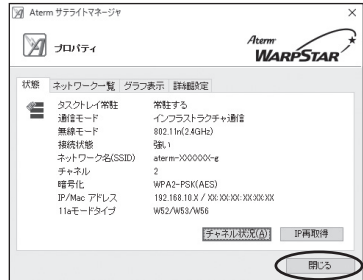 Aterm サテライトマネージャ
プロパティ
Aterm
WARPSTAR
状態 ネットワーク一覧 グラフ表示 詳細設定
タスクトレイ常駐 常駐する
通信モード インフラストラクチャ通信
無線モード 802.11n(2.4GHz)
接続状態 強い
ネットワーク名(SSID) aterm-XXXXXX-g
チャネル 2
暗号化 WPA2-PSK(AES)
IP/Mac アドレス 192.168.10.X / XX:XX:XX:XX:XX:XX
11aモードタイプ W52/W53/W56
チャネル状況(A) IP再取得
閉じる